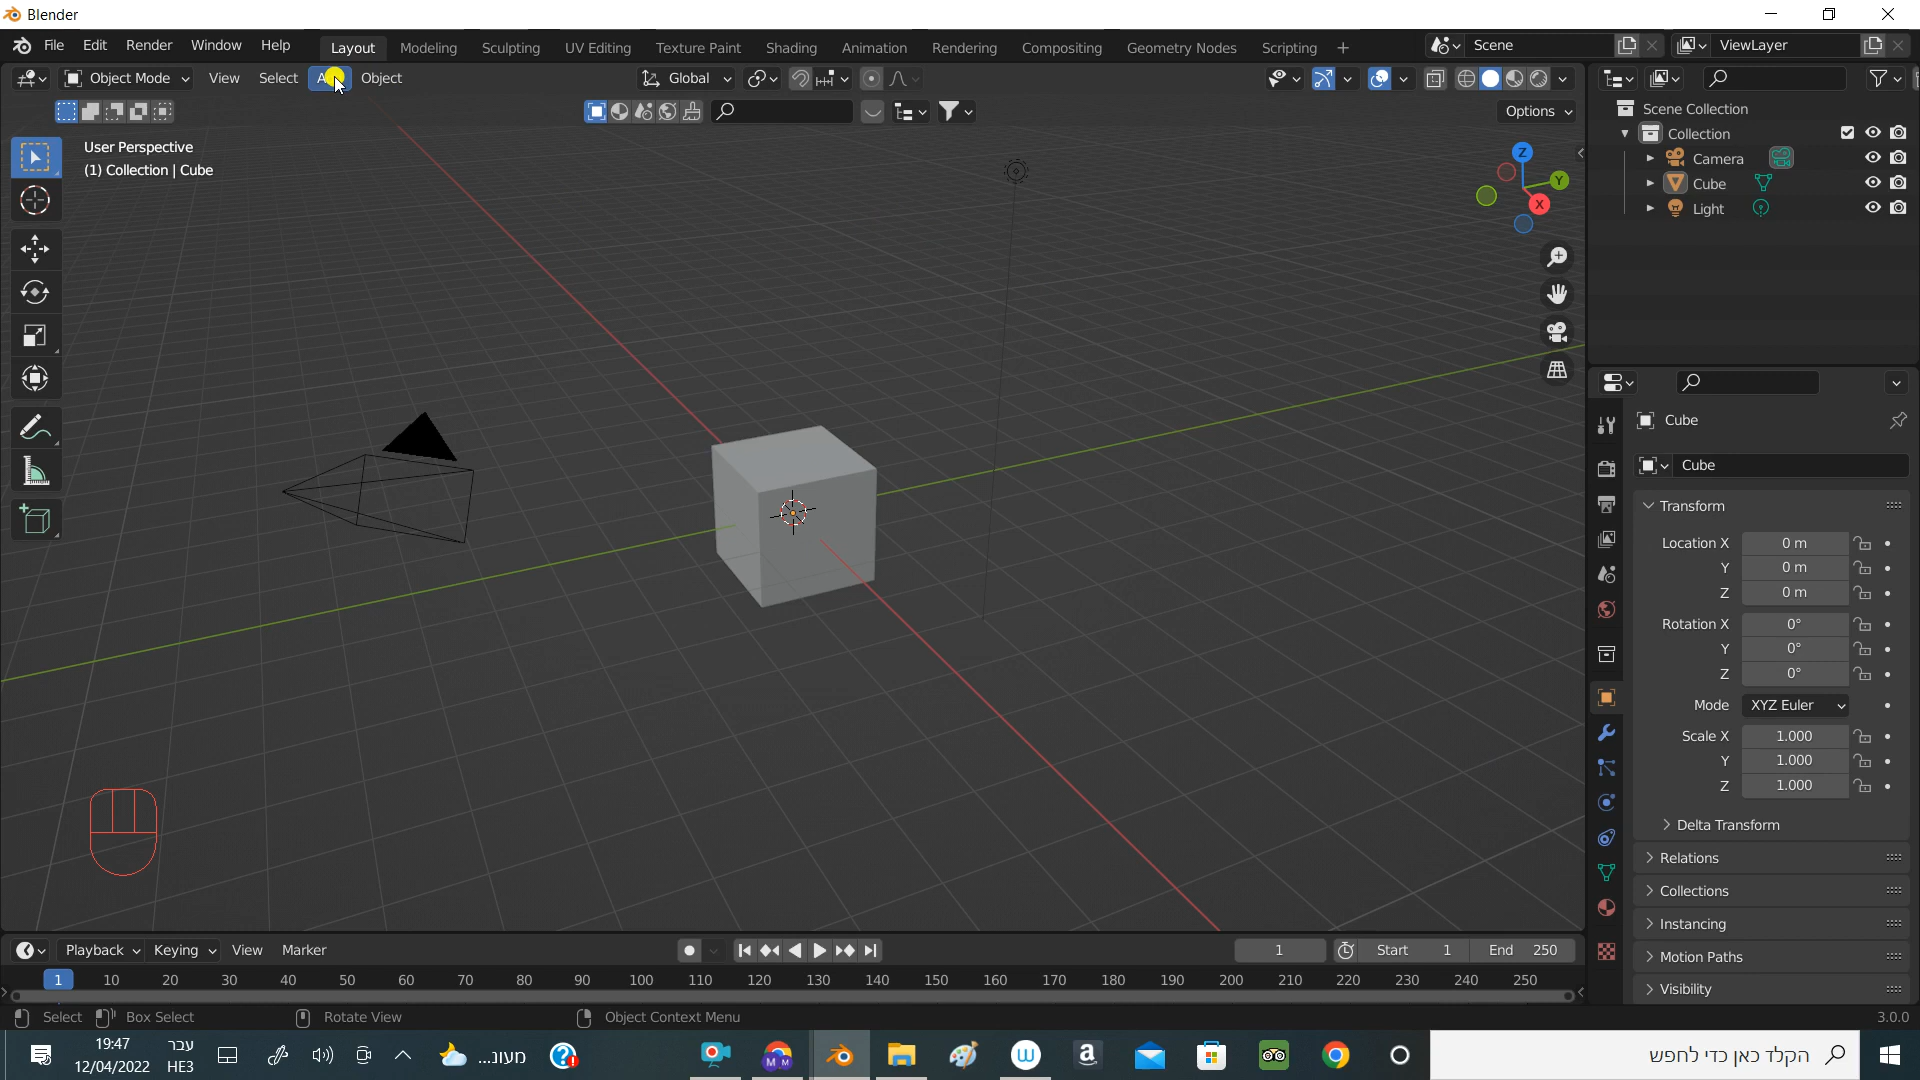 Blender
File Edit Render Window Help Layout Modeling Sculpting UV Editing Texture Paint Shading Animation Rendering Compositing Geometry Nodes Scripting + Scene ViewLayer
Object Mode View Select Object Global
Options
User Perspective
(1) Collection | Cube
Z
Y
X
Scene Collection
Collection
Camera
Cube
Light
Cube
Cube
Transform
Location X 0 m
Y 0 m
Z 0 m
Rotation X 0°
Y 0°
Z 0°
Mode XYZ Euler
Scale X 1.000
Y 1.000
Z 1.000
Delta Transform
Relations
Collections
Instancing
Motion Paths
Visibility
Playback Keying View Marker 1 Start 1 End 250
1 10 20 30 40 50 60 70 80 90 100 110 120 130 140 150 160 170 180 190 200 210 220 230 240 250
Select Box Select Rotate View Object Context Menu 3.0.0
19:47
12/04/2022
עבר
HE3
מעונ...
הקלד כאן כדי לחפש